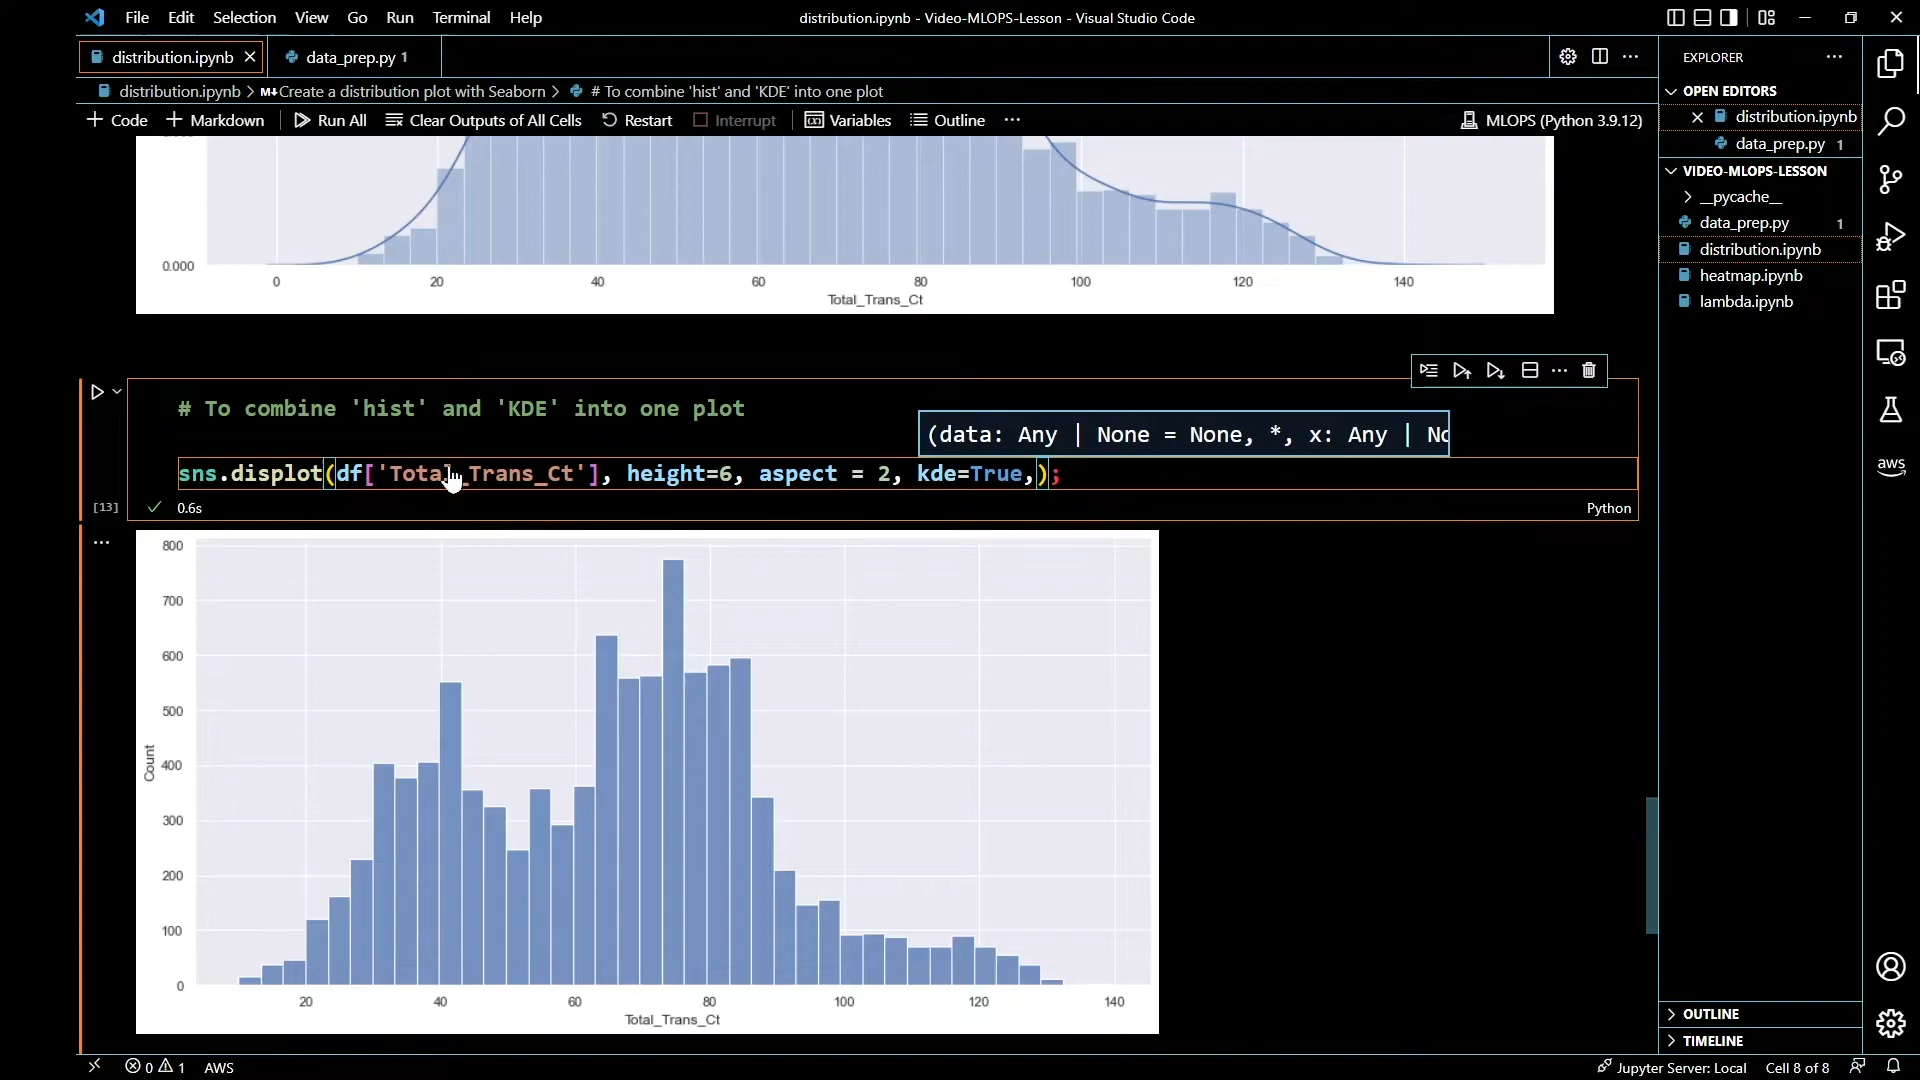 File Edit Selection View Go Run Terminal Help
distribution.ipynb - Video-MLOPS-Lesson - Visual Studio Code
distribution.ipynb
data_prep.py 1
distribution.ipynb > M↓Create a distribution plot with Seaborn > # To combine 'hist' and 'KDE' into one plot
+ Code + Markdown Run All Clear Outputs of All Cells Restart Interrupt Variables Outline ...
MLOPS (Python 3.9.12)
0.000
0 20 40 60 80 100 120 140
Total_Trans_Ct
# To combine 'hist' and 'KDE' into one plot
(data: Any | None = None, *, x: Any | No
sns.displot(df['Total_Trans_Ct'], height=6, aspect = 2, kde=True,);
[13] 0.6s Python
800
700
600
500
400
300
200
100
0
Count
20 40 60 80 100 120 140
Total_Trans_Ct
EXPLORER
OPEN EDITORS
distribution.ipynb
data_prep.py 1
VIDEO-MLOPS-LESSON
__pycache__
data_prep.py 1
distribution.ipynb
heatmap.ipynb
lambda.ipynb
OUTLINE
TIMELINE
aws
0 1 AWS
Jupyter Server: Local Cell 8 of 8